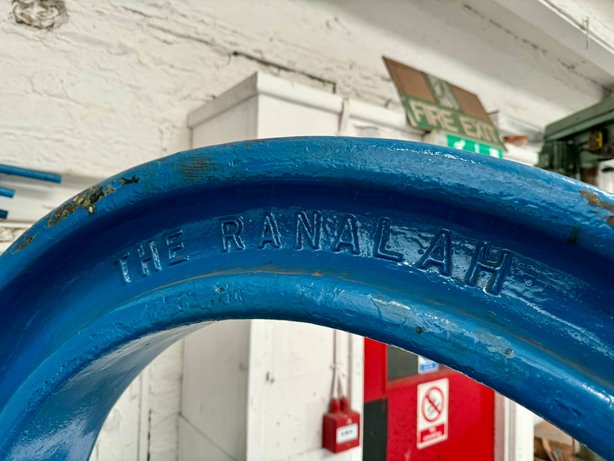 FIRE EXIT
THE RANALAH